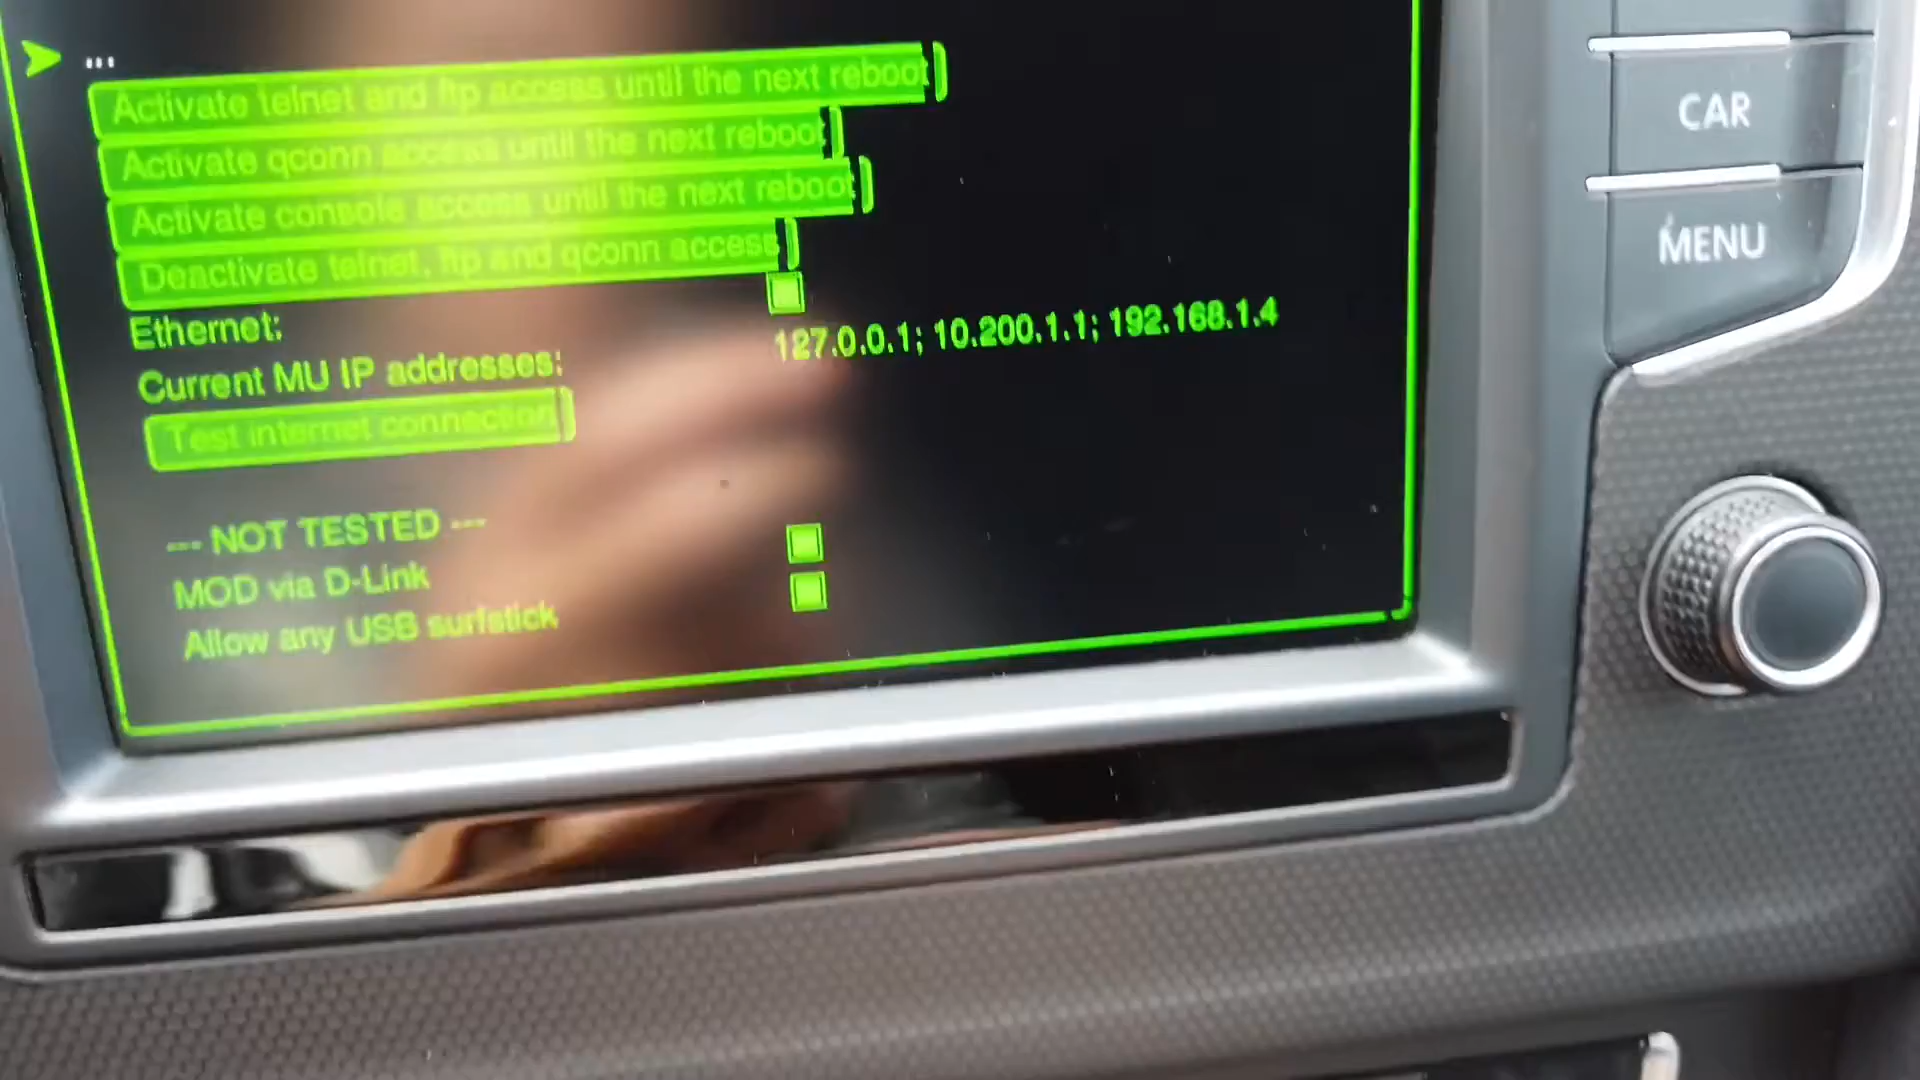 ...
Activate telnet and ftp access until the next reboot
Activate qconn access until the next reboot
Activate console access until the next reboot
Deactivate telnet, ftp and qconn access
Ethernet:
Current MU IP addresses: 127.0.0.1; 10.200.1.1; 192.168.1.4
Test internet connection
--- NOT TESTED ---
MOD via D-Link
Allow any USB surfstick
CAR
MENU